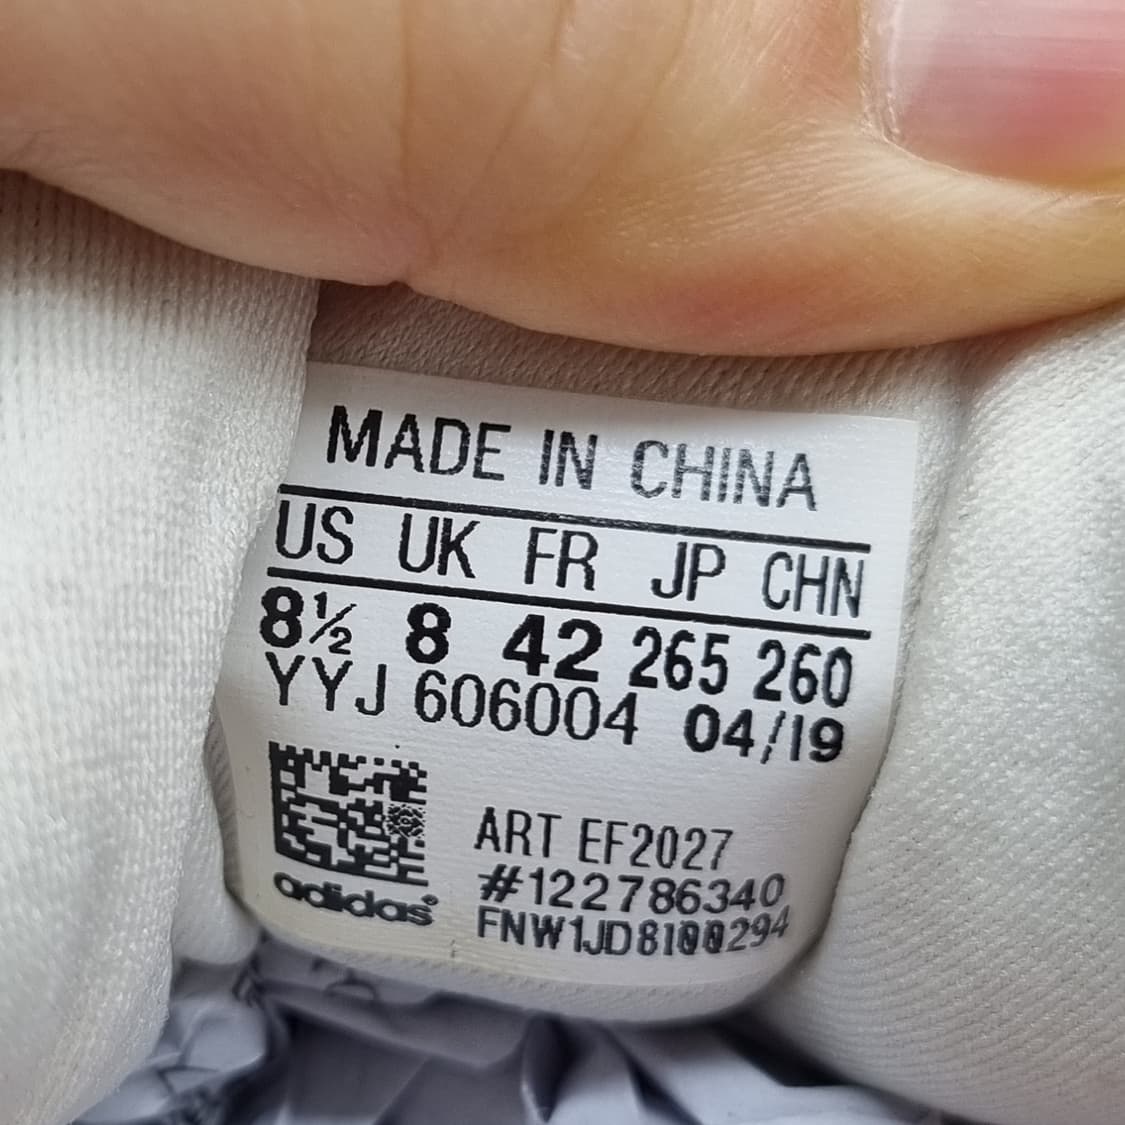 MADE IN CHINA
US UK FR JP CHN
8½ 8 42 265 260
YYJ 606004 04/19
ART EF2027
#122786340
FNW1JD8100294
adidas®